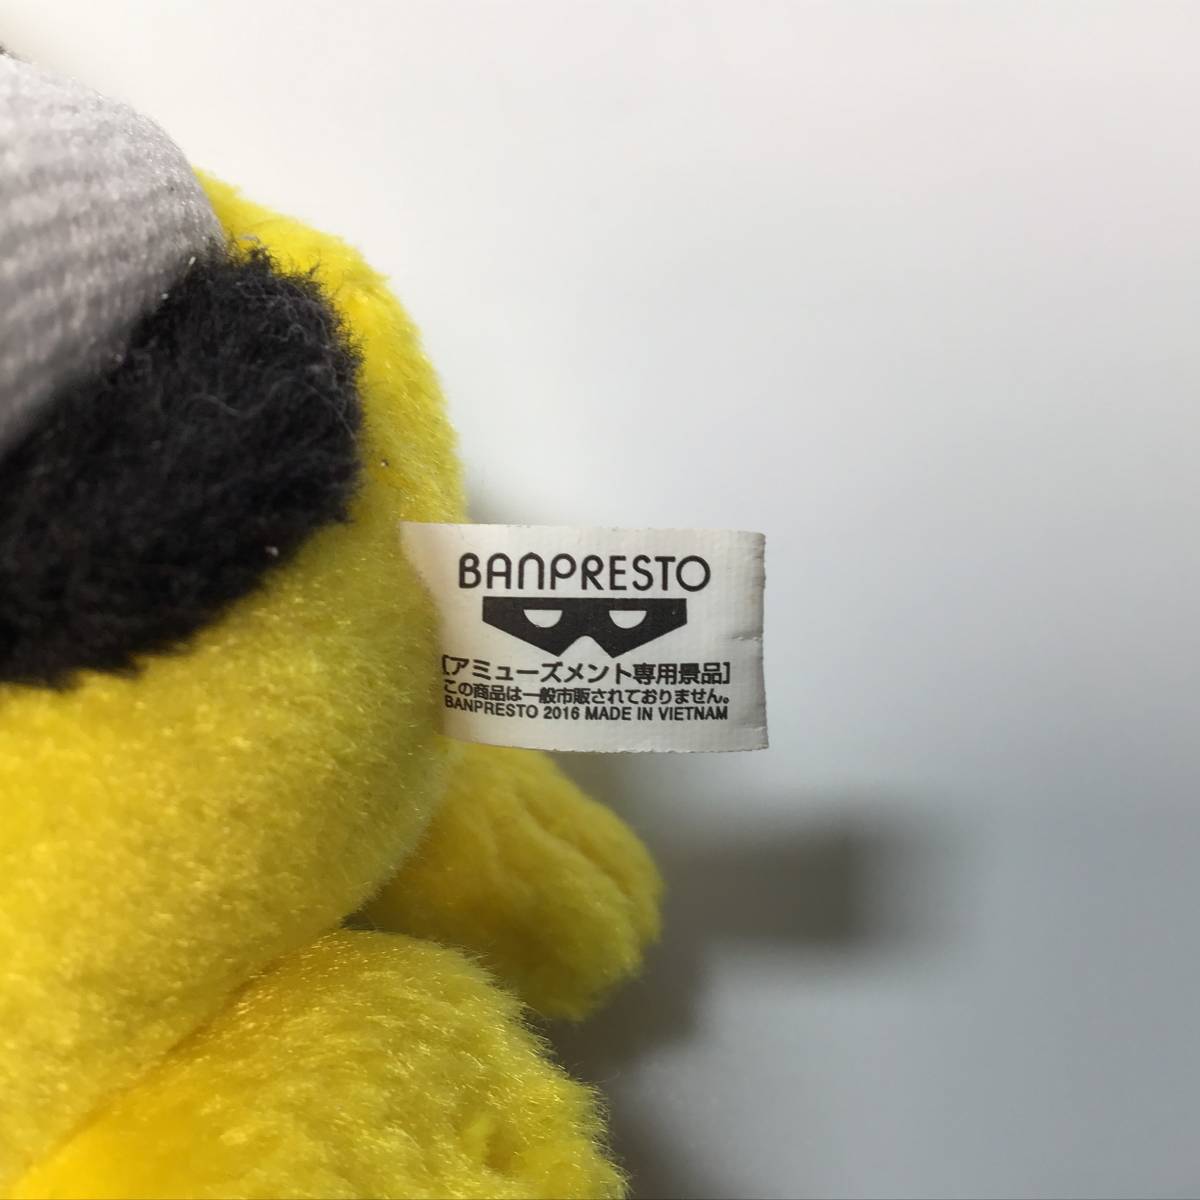 BANPRESTO
[アミューズメント専用景品]
この商品は一般市販されておりません。
BANPRESTO 2016 MADE IN VIETNAM